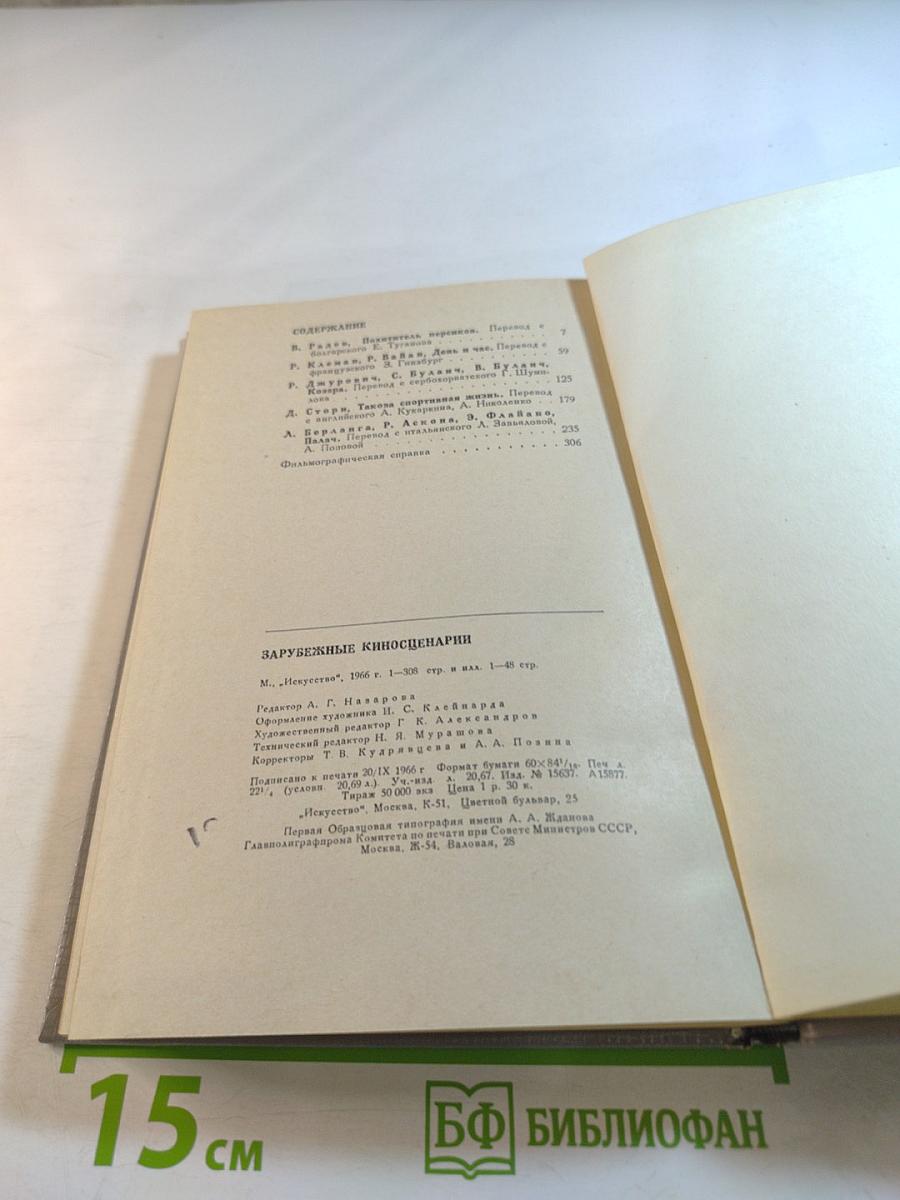 СОДЕРЖАНИЕ
В. Радев, Похититель персиков. Перевод с
болгарского Е. Туганова . . . . . . . . . . 7
Р. Клеман, Р. Вайан, День и час. Перевод с
французского Э. Гинзбург . . . . . . . . . 59
Р. Джурович, С. Буланч, В. Буланч,
Козара. Перевод с сербохорватского Г. Шуми-
лова . . . . . . . . . . . . . . . . 125
Д. Стори, Такова спортивная жизнь. Перевод
с английского А. Кукаркина, А. Николенко . . 179
Л. Берланга, Р. Аскона, Э. Флайано,
Палач. Перевод с итальянского Л. Завьяловой,
А. Поповой . . . . . . . . . . . . . . 235
Фильмографическая справка . . . . . . . . . . 306
ЗАРУБЕЖНЫЕ КИНОСЦЕНАРИИ
М., „Искусство", 1966 г. 1—308 стр. и илл. 1—48 стр.
Редактор А. Г. Назарова
Оформление художника И. С. Клейнарда
Художественный редактор Г. К. Александров
Технический редактор Н. Я. Мурашова
Корректоры Т. В. Кудрявцева и А. А. Позина
Подписано к печати 20/IX 1966 г Формат бумаги 60×84¹/₁₆. Печ л.
22¹/₄ (условн. 20,69 л.). Уч.-изд. л. 20,67. Изд. № 15637. А15877.
Тираж 50 000 экз Цена 1 р. 30 к.
„Искусство", Москва, К-51, Цветной бульвар, 25
Первая Образцовая типография имени А. А. Жданова
Главполиграфпрома Комитета по печати при Совете Министров СССР,
Москва, Ж-54, Валовая, 28
15 см
БФ БИБЛИОФАН